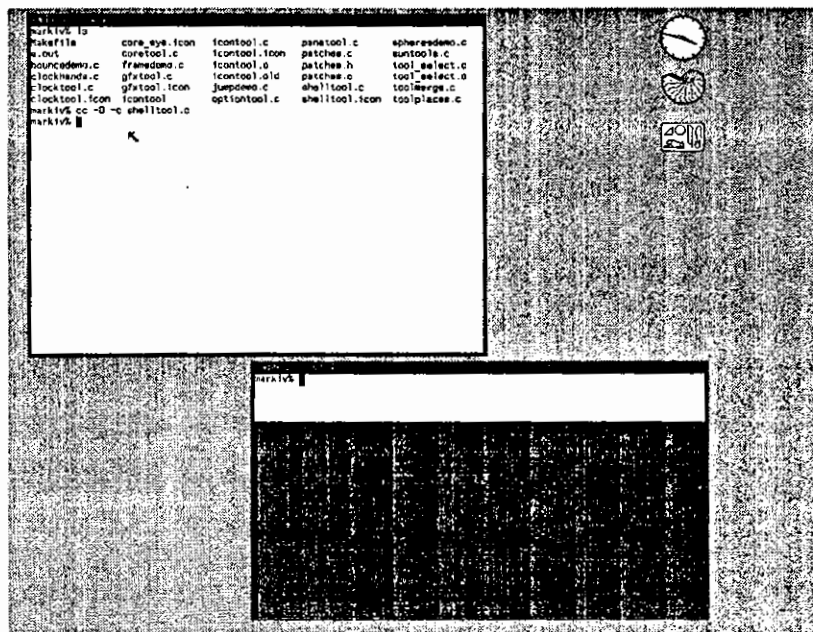 markiv% ls
Makefile core_eye.icon icontool.c panetool.c spheresdemo.c
a.out coretool.c icontool.icon patches.c suntools.c
bouncedemo.c framedemo.c icontool.o patches.h tool_select.c
clockhands.c gfxtool.c icontool.old patches.o tool_select.o
clocktool.c gfxtool.icon jumpdemo.c shelltool.c toolmerge.c
clocktool.icon icontool optiontool.c shelltool.icon toolplaces.c
markiv% cc -O -c shelltool.c
markiv%
markiv%